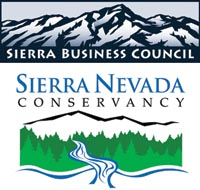 SIERRA BUSINESS COUNCIL
SIERRA NEVADA
CONSERVANCY